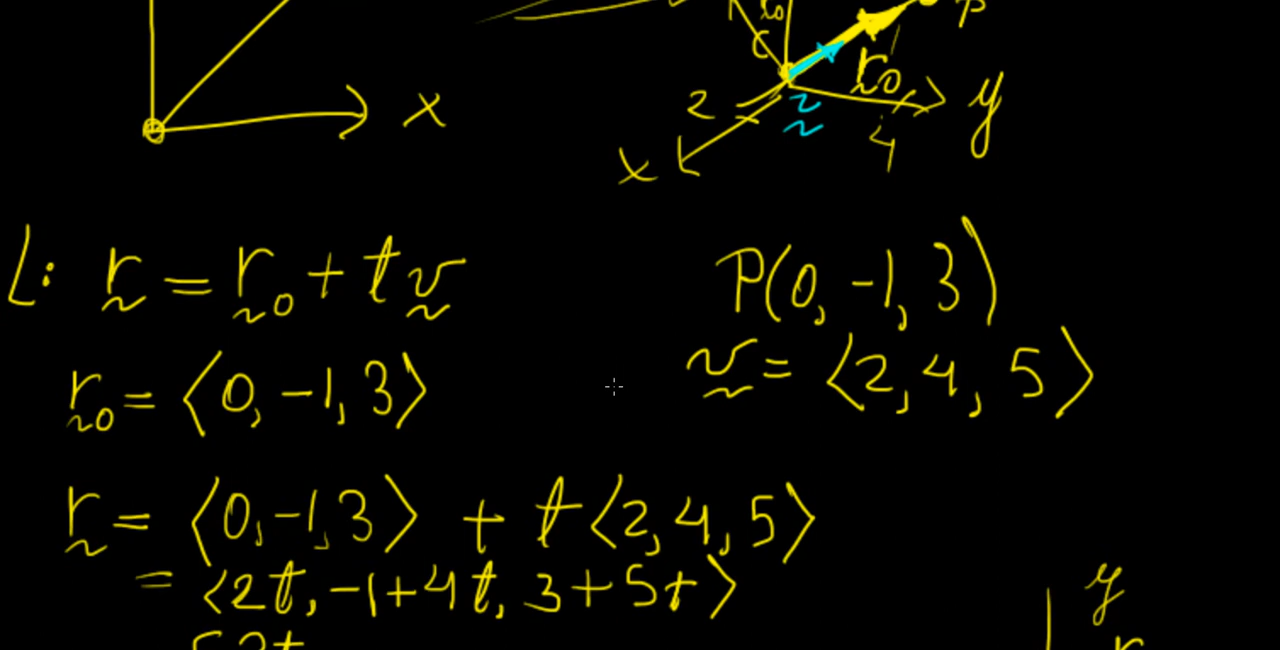 x
2
x
4
y
p
r₀
v
L: r = r₀ + t v
P(0, -1, 3)
v = ⟨2, 4, 5⟩
r₀ = ⟨0, -1, 3⟩
r = ⟨0, -1, 3⟩ + t⟨2, 4, 5⟩
= ⟨2t, -1+4t, 3+5t⟩
y